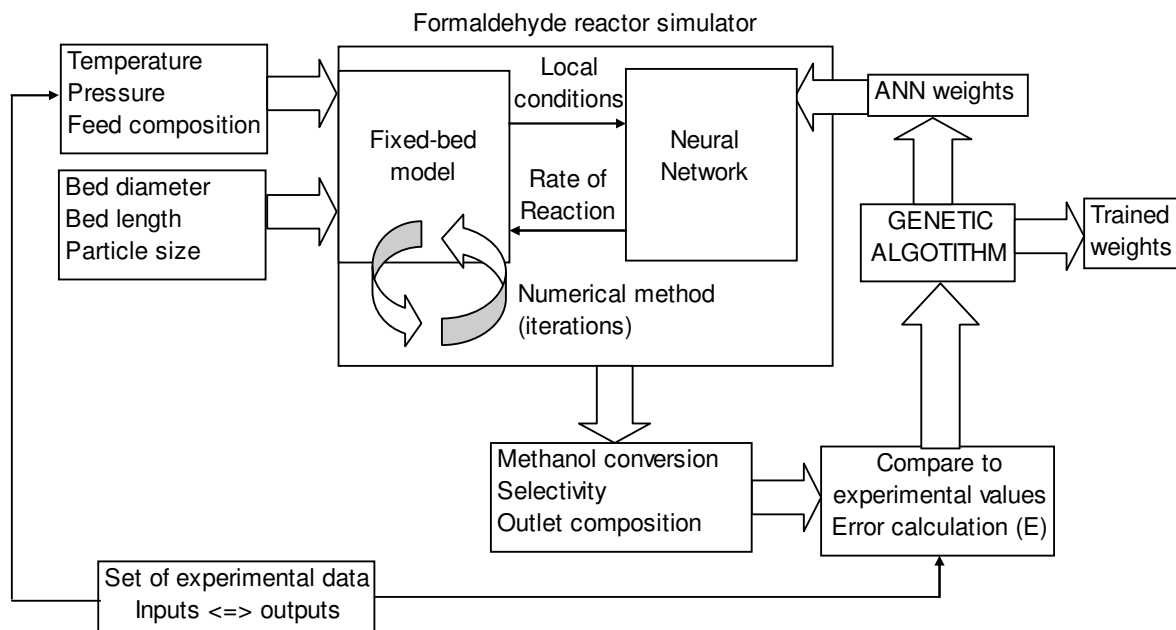 Formaldehyde reactor simulator
Temperature
Pressure
Feed composition
Bed diameter
Bed length
Particle size
Fixed-bed
model
Local
conditions
Rate of
Reaction
Neural
Network
Numerical method
(iterations)
ANN weights
GENETIC
ALGOTITHM
Trained
weights
Methanol conversion
Selectivity
Outlet composition
Compare to
experimental values
Error calculation (E)
Set of experimental data
Inputs <=> outputs